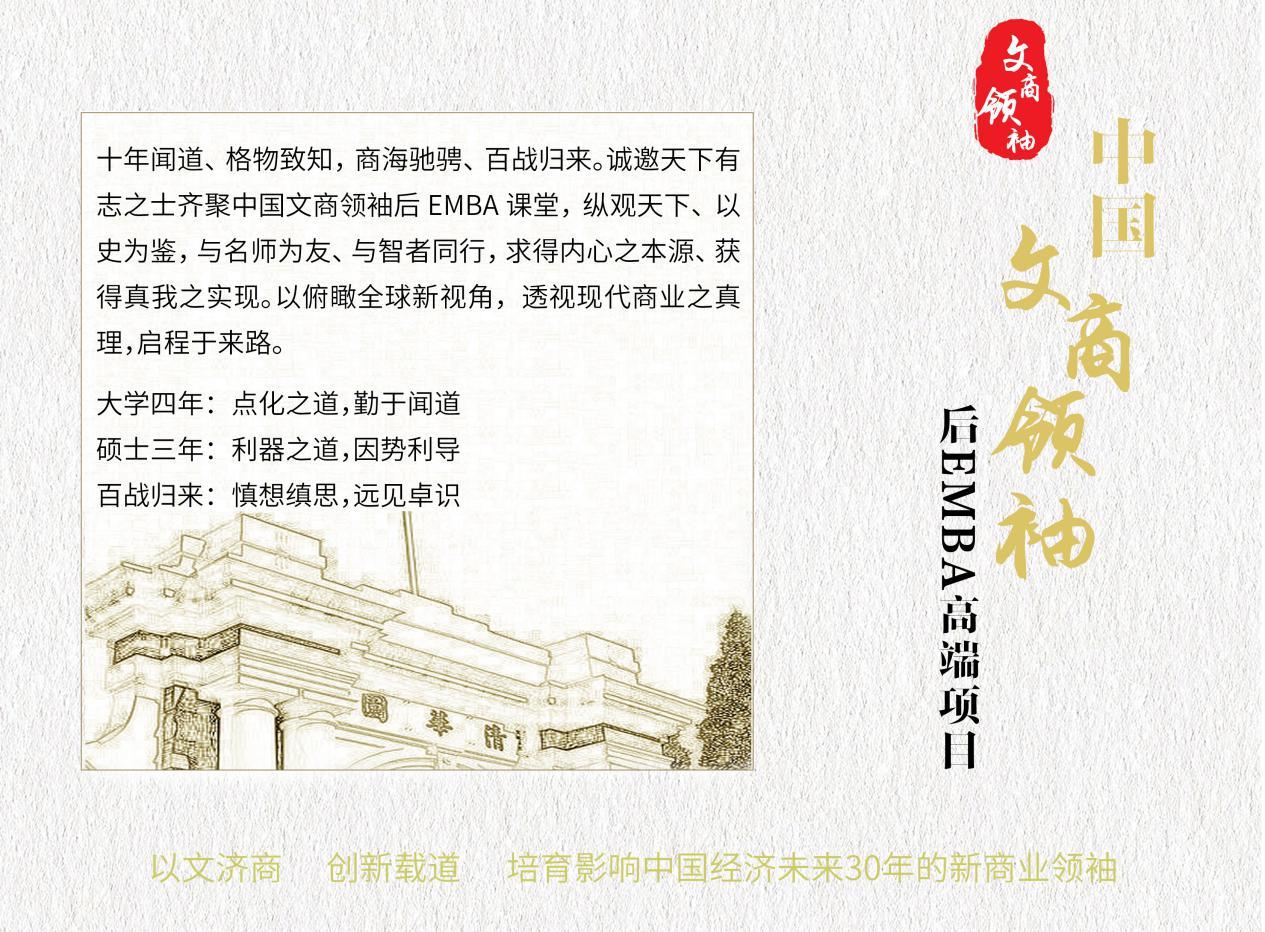 文商领袖
中国
文商领袖
后EMBA高端项目
十年闻道、格物致知，商海驰骋、百战归来。诚邀天下有
志之士齐聚中国文商领袖后 EMBA 课堂，纵观天下、以
史为鉴，与名师为友、与智者同行，求得内心之本源、获
得真我之实现。以俯瞰全球新视角，透视现代商业之真
理，启程于来路。
大学四年：点化之道，勤于闻道
硕士三年：利器之道，因势利导
百战归来：慎想缜思，远见卓识
園華清
以文济商 创新载道 培育影响中国经济未来30年的新商业领袖